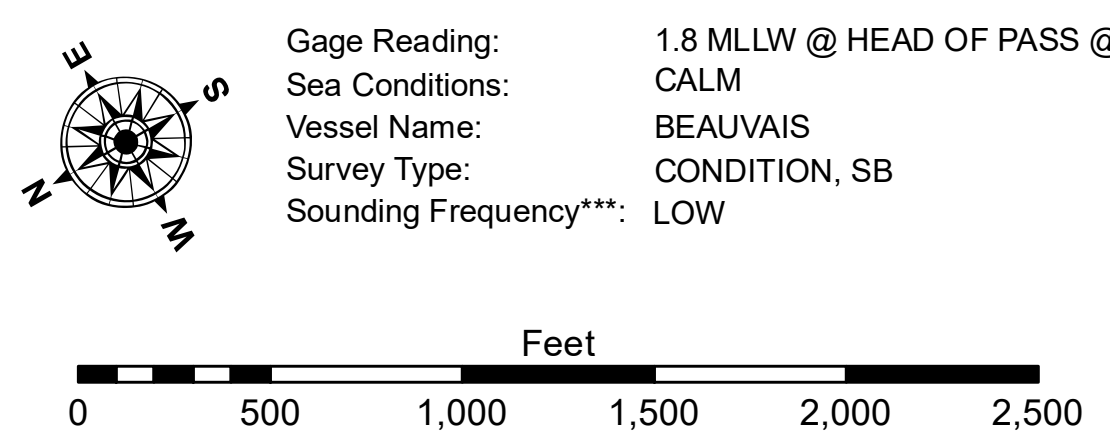 E
S
N
W
Gage Reading: 1.8 MLLW @ HEAD OF PASS @
Sea Conditions: CALM
Vessel Name: BEAUVAIS
Survey Type: CONDITION, SB
Sounding Frequency***: LOW
Feet
0 500 1,000 1,500 2,000 2,500